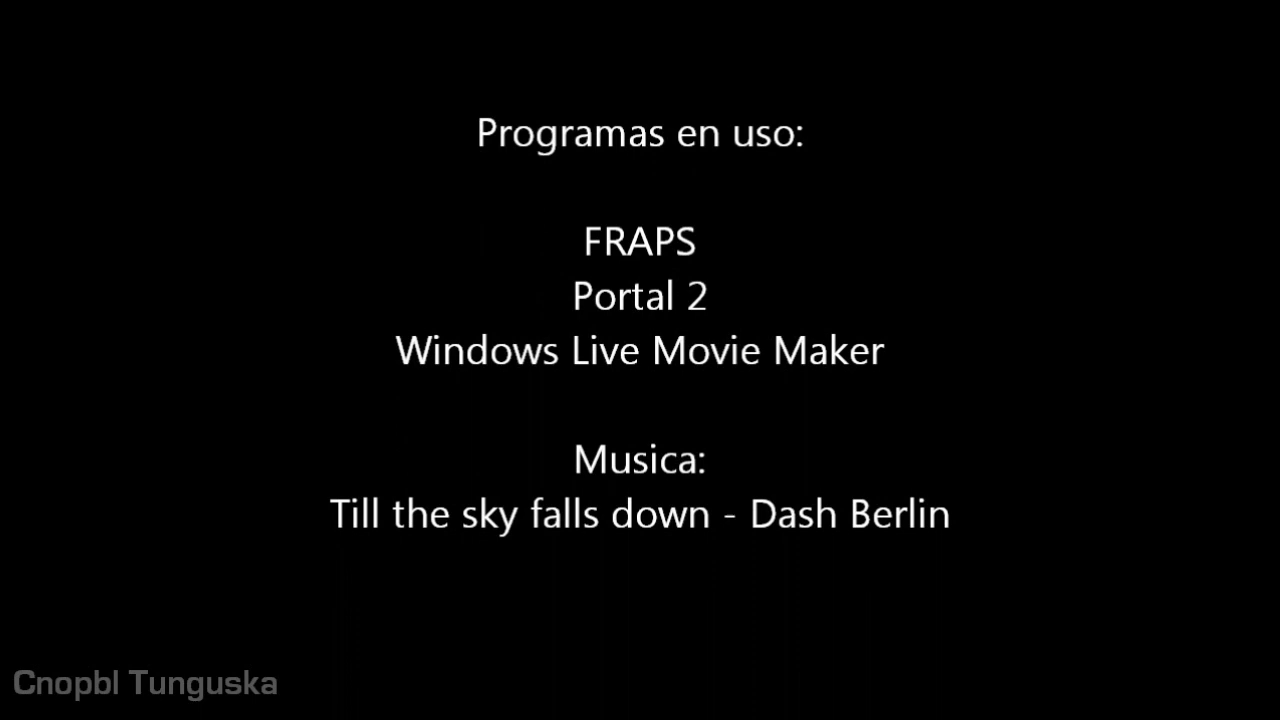 Programas en uso:
FRAPS
Portal 2
Windows Live Movie Maker
Musica:
Till the sky falls down - Dash Berlin
Cnopbl Tunguska